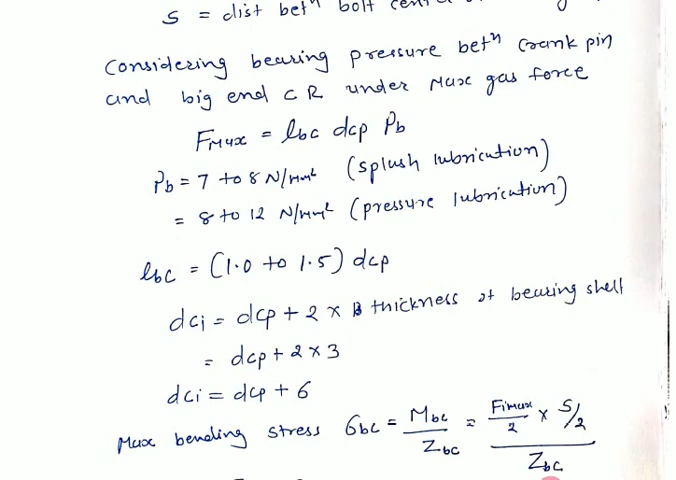 S = dist betⁿ bolt
Considering bearing pressure betⁿ crank pin
and big end CR under Max gas force
Fmax = lbc dcp Pb
Pb = 7 to 8 N/mm² (splash lubrication)
= 8 to 12 N/mm² (pressure lubrication)
lbc = (1.0 to 1.5) dcp
dci = dcp + 2 × thickness of bearing shell
= dcp + 2 × 3
dci = dcp + 6
Max bending stress σbc = Mbc/Zbc = (Fimax/2 × S/2)/Zbc